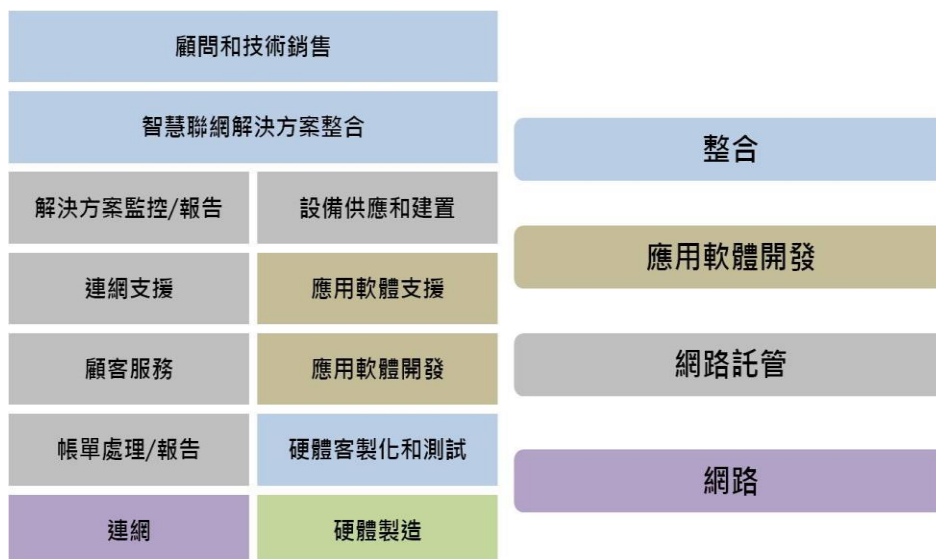 顧問和技術銷售
智慧聯網解決方案整合
解決方案監控/報告
設備供應和建置
連網支援
應用軟體支援
顧客服務
應用軟體開發
帳單處理/報告
硬體客製化和測試
連網
硬體製造
整合
應用軟體開發
網路託管
網路